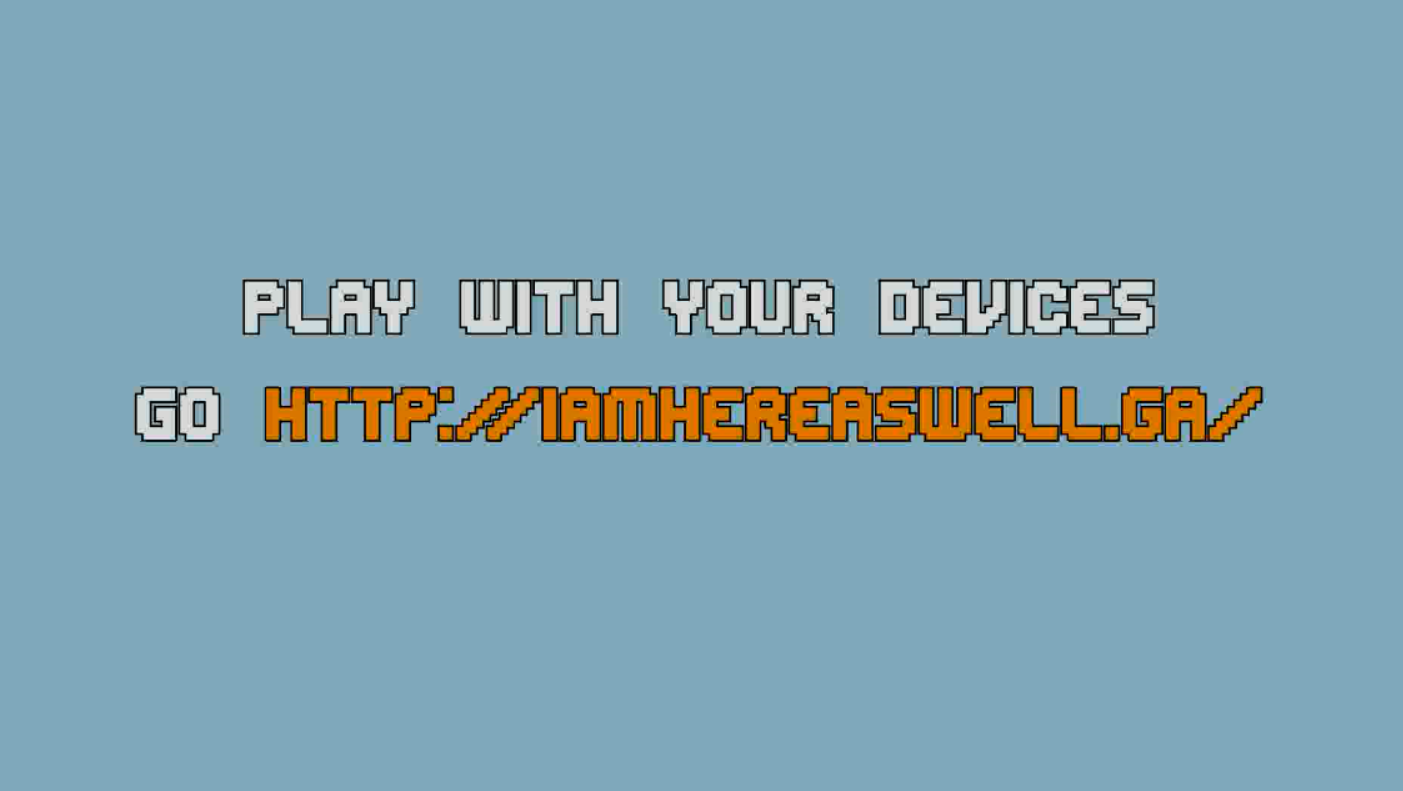 PLAY WITH YOUR DEVICES
GO HTTP://IAMHEREASWELL.GA/